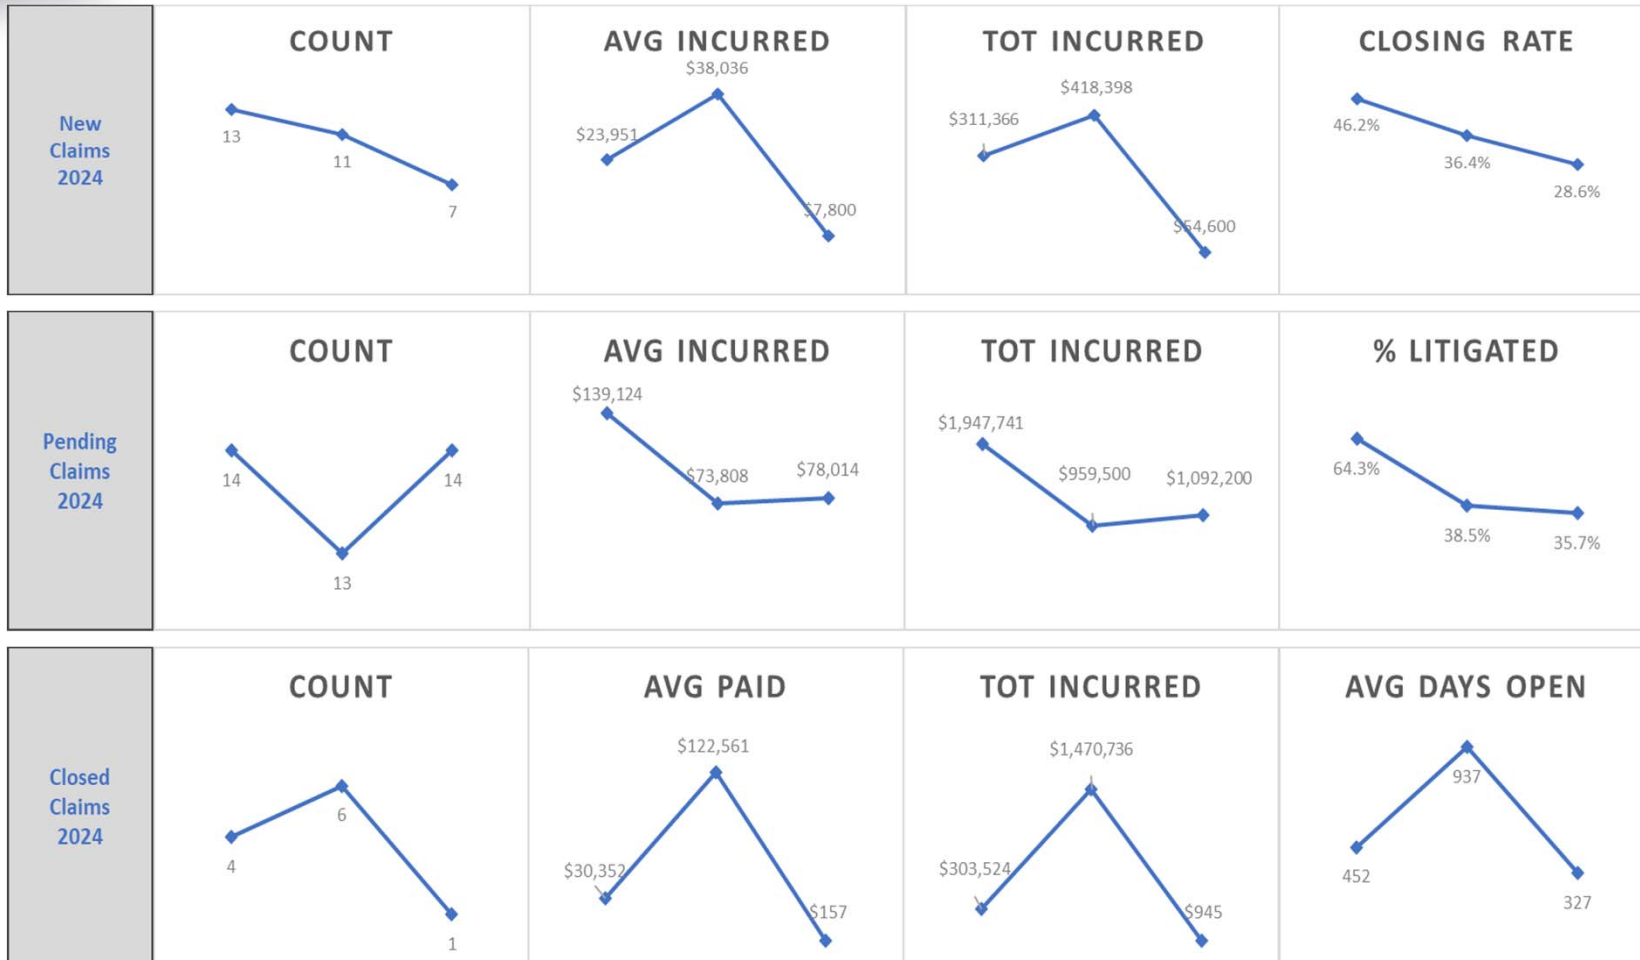 New
Claims
2024
COUNT
13
11
7
AVG INCURRED
$23,951
$38,036
$7,800
TOT INCURRED
$311,366
$418,398
$54,600
CLOSING RATE
46.2%
36.4%
28.6%
Pending
Claims
2024
COUNT
14
13
14
AVG INCURRED
$139,124
$73,808
$78,014
TOT INCURRED
$1,947,741
$959,500
$1,092,200
% LITIGATED
64.3%
38.5%
35.7%
Closed
Claims
2024
COUNT
4
6
1
AVG PAID
$30,352
$122,561
$157
TOT INCURRED
$303,524
$1,470,736
$945
AVG DAYS OPEN
452
937
327